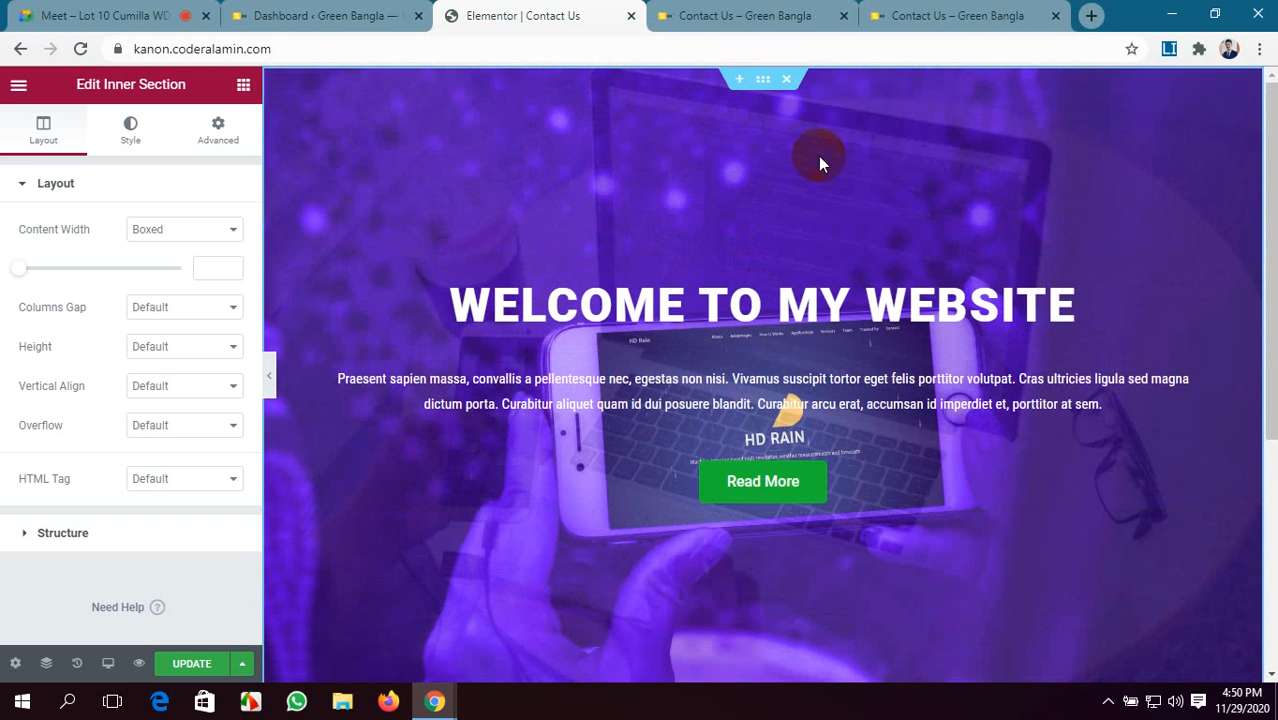 Meet – Lot 10 Cumilla WD
Dashboard ‹ Green Bangla —
Elementor | Contact Us
Contact Us – Green Bangla
Contact Us – Green Bangla
kanon.coderalamin.com
Edit Inner Section
Layout
Style
Advanced
Layout
Content Width
Boxed
Columns Gap
Default
Height
Default
Vertical Align
Default
Overflow
Default
HTML Tag
Default
Structure
Need Help ?
UPDATE
WELCOME TO MY WEBSITE
HD Rain
Praesent sapien massa, convallis a pellentesque nec, egestas non nisi. Vivamus suscipit tortor eget felis porttitor volutpat. Cras ultricies ligula sed magna
dictum porta. Curabitur aliquet quam id dui posuere blandit. Curabitur arcu erat, accumsan id imperdiet et, porttitor at sem.
HD RAIN
Read More
4:50 PM
11/29/2020